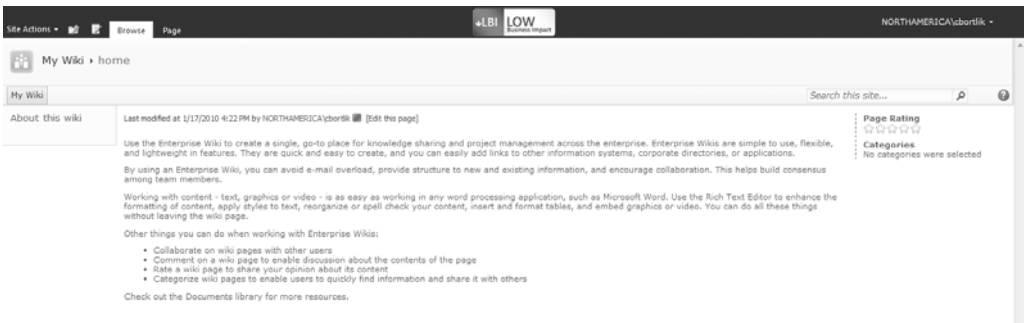 Site Actions
Browse
Page
LBI LOW
Business Impact
NORTHAMERICA\cbortlik
My Wiki ▸ home
My Wiki
Search this site...
About this wiki
Last modified at 1/17/2010 4:22 PM by NORTHAMERICA\cbortlik [Edit this page]
Use the Enterprise Wiki to create a single, go-to place for knowledge sharing and project management across the enterprise. Enterprise Wikis are simple to use, flexible,
and lightweight in features. They are quick and easy to create, and you can easily add links to other information systems, corporate directories, or applications.
By using an Enterprise Wiki, you can avoid e-mail overload, provide structure to new and existing information, and encourage collaboration. This helps build consensus
among team members.
Working with content - text, graphics or video - is as easy as working in any word processing application, such as Microsoft Word. Use the Rich Text Editor to enhance the
formatting of content, apply styles to text, reorganize or spell check your content, insert and format tables, and embed graphics or video. You can do all these things
without leaving the wiki page.
Other things you can do when working with Enterprise Wikis:
• Collaborate on wiki pages with other users
• Comment on a wiki page to enable discussion about the contents of the page
• Rate a wiki page to share your opinion about its content
• Categorize wiki pages to enable users to quickly find information and share it with others
Check out the Documents library for more resources.
Page Rating
Categories
No categories were selected